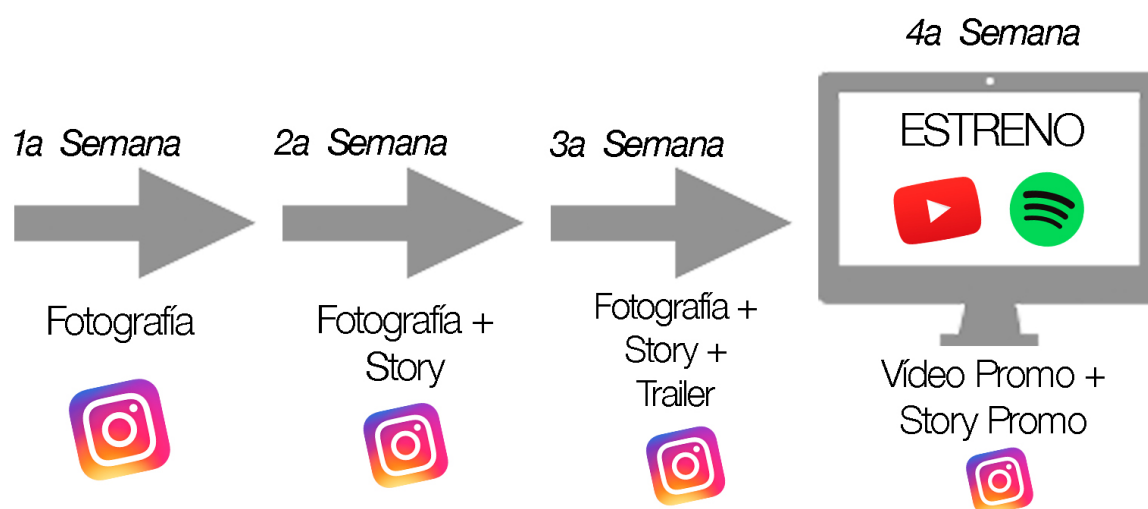 1a Semana
Fotografía
2a Semana
Fotografía +
Story
3a Semana
Fotografía +
Story +
Trailer
4a Semana
ESTRENO
Vídeo Promo +
Story Promo